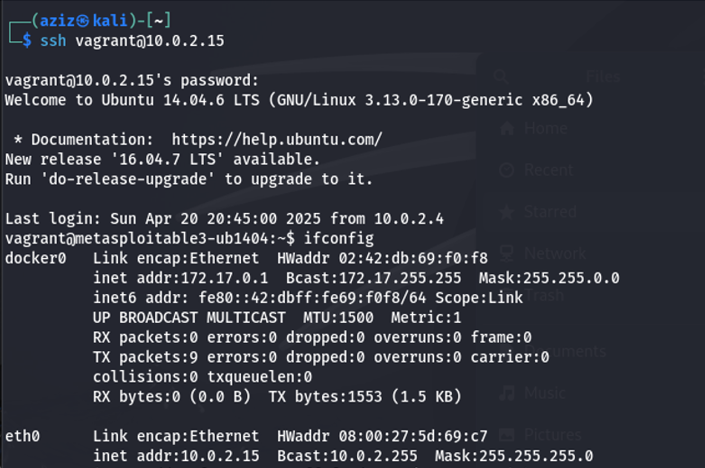 (aziz㉿kali)-[~]
$ ssh vagrant@10.0.2.15
vagrant@10.0.2.15's password:
Welcome to Ubuntu 14.04.6 LTS (GNU/Linux 3.13.0-170-generic x86_64)
* Documentation:  https://help.ubuntu.com/
New release '16.04.7 LTS' available.
Run 'do-release-upgrade' to upgrade to it.
Last login: Sun Apr 20 20:45:00 2025 from 10.0.2.4
vagrant@metasploitable3-ub1404:~$ ifconfig
docker0   Link encap:Ethernet  HWaddr 02:42:db:69:f0:f8
inet addr:172.17.0.1  Bcast:172.17.255.255  Mask:255.255.0.0
inet6 addr: fe80::42:dbff:fe69:f0f8/64 Scope:Link
UP BROADCAST MULTICAST  MTU:1500  Metric:1
RX packets:0 errors:0 dropped:0 overruns:0 frame:0
TX packets:9 errors:0 dropped:0 overruns:0 carrier:0
collisions:0 txqueuelen:0
RX bytes:0 (0.0 B)  TX bytes:1553 (1.5 KB)
eth0      Link encap:Ethernet  HWaddr 08:00:27:5d:69:c7
inet addr:10.0.2.15  Bcast:10.0.2.255  Mask:255.255.255.0
Files
Home
Recent
Starred
Network
Trash
Documents
Music
Pictures